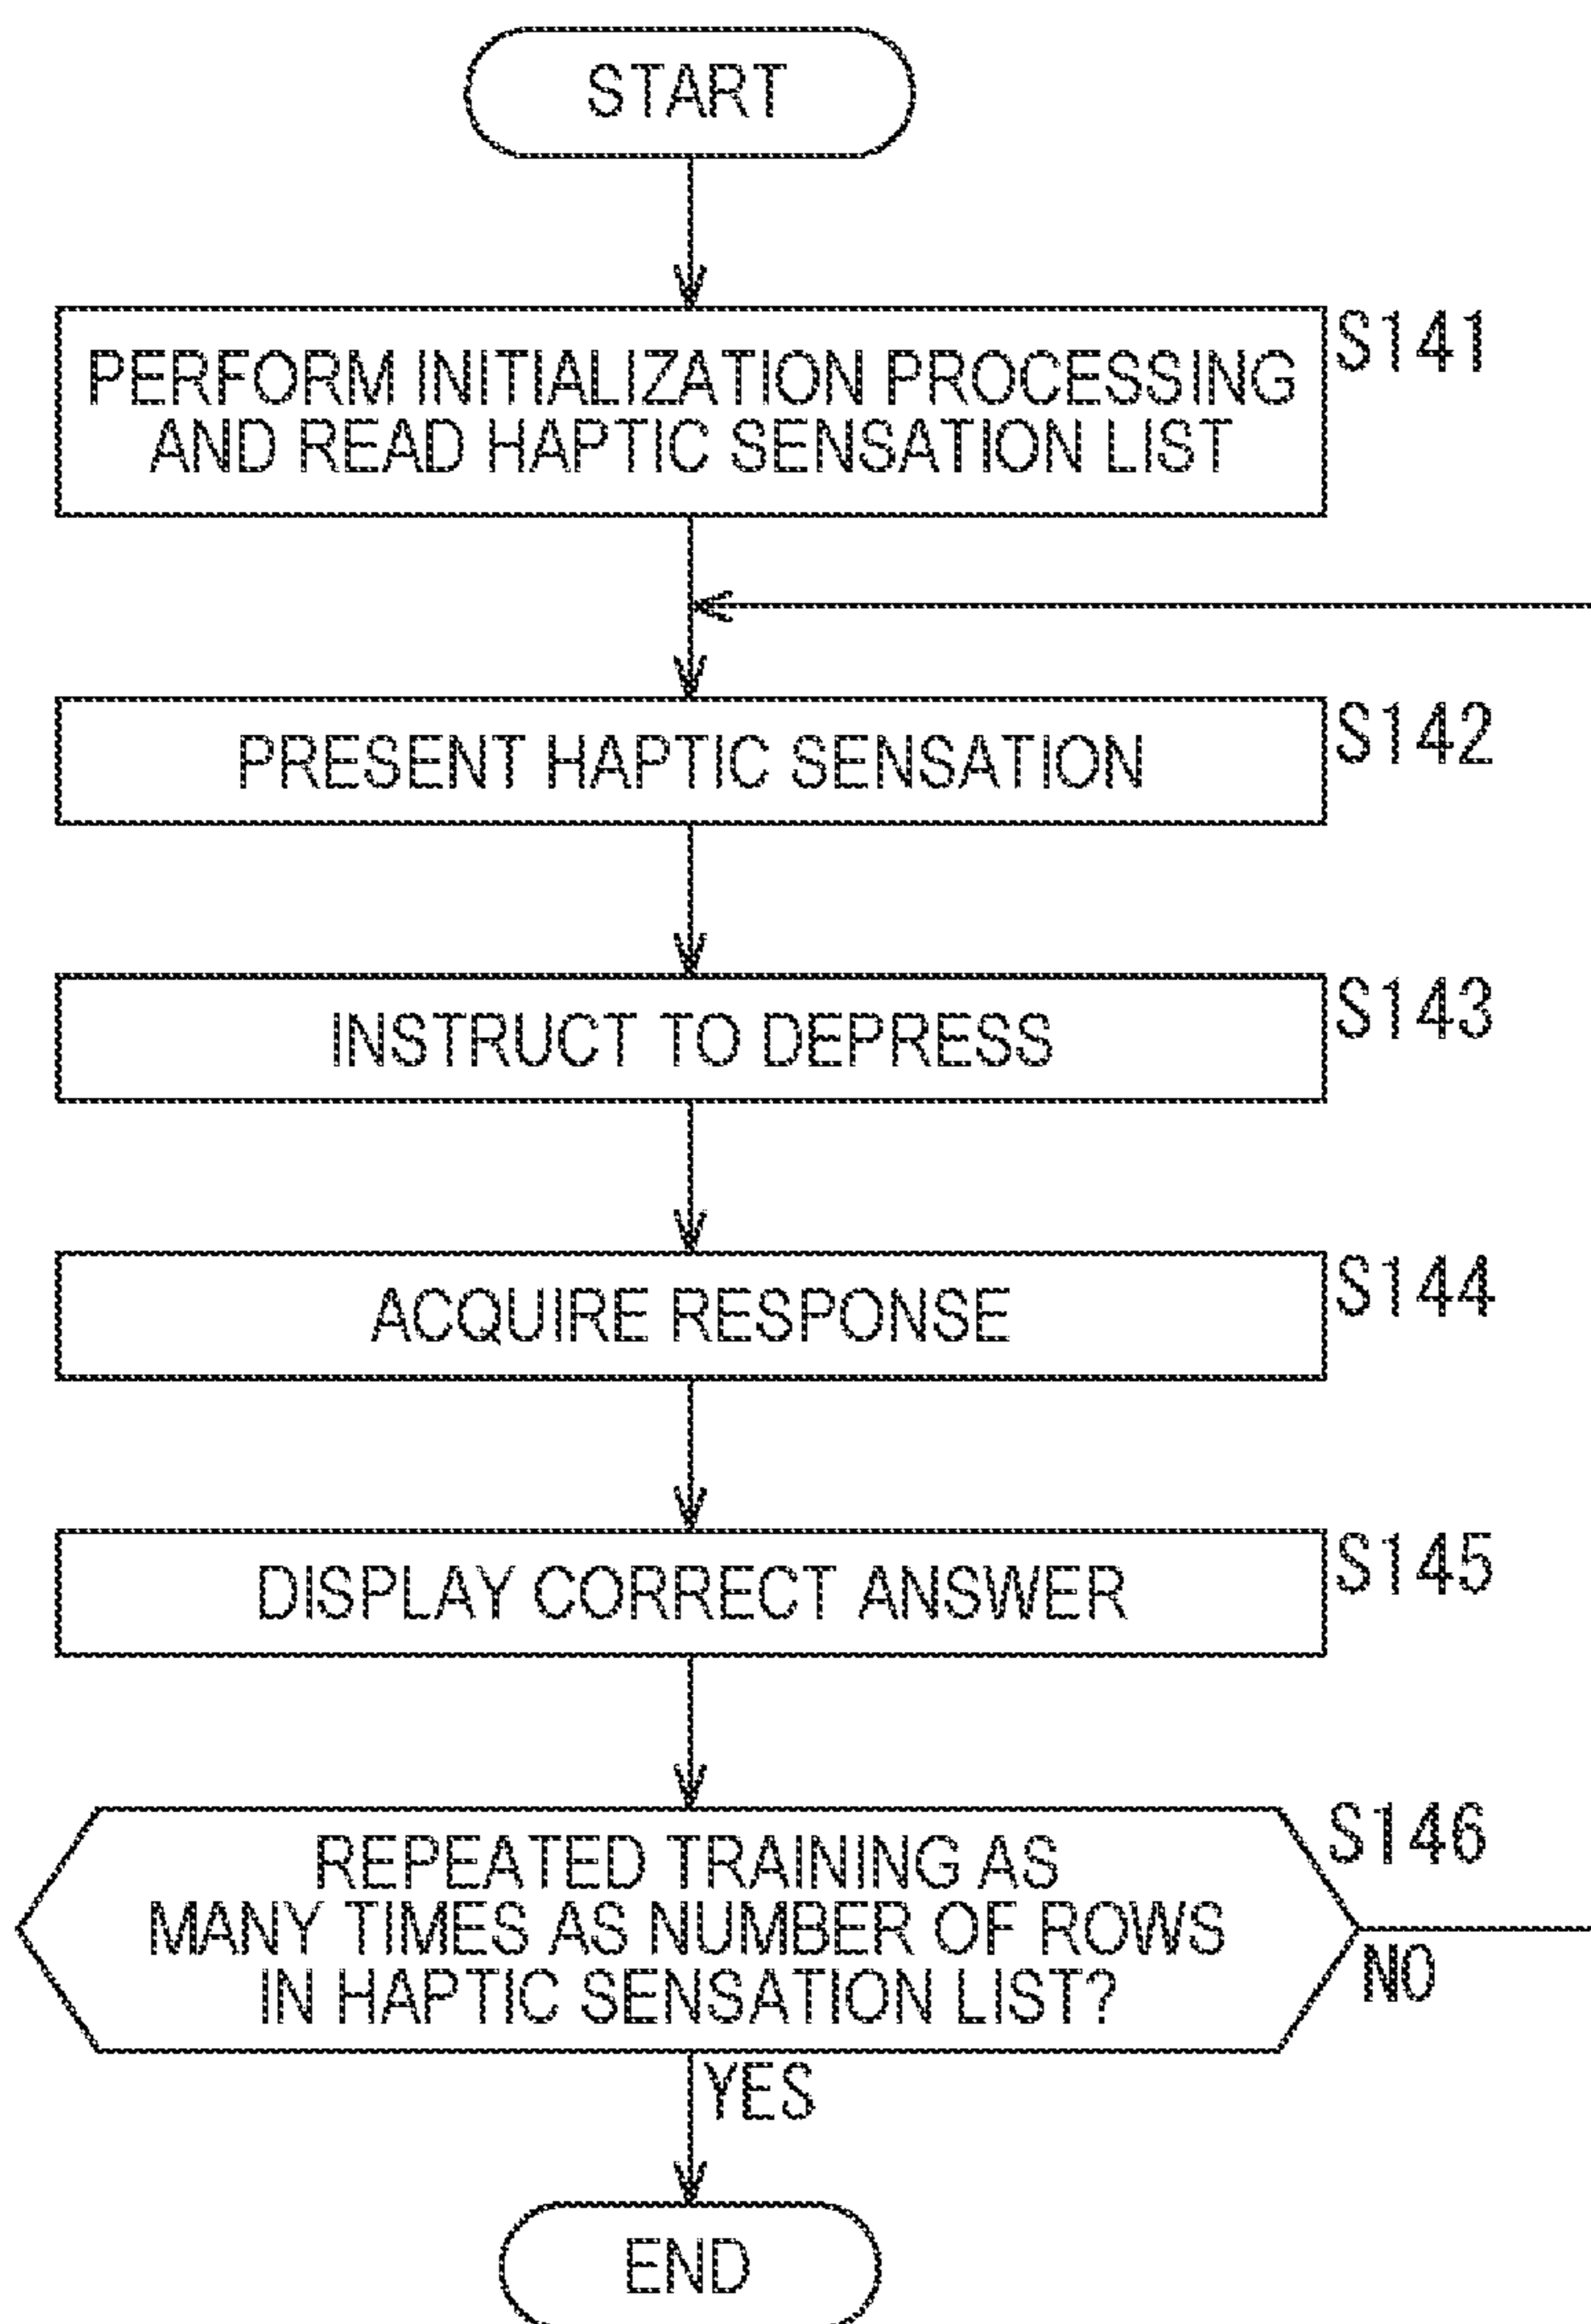 START
PERFORM INITIALIZATION PROCESSING
AND READ HAPTIC SENSATION LIST
S141
PRESENT HAPTIC SENSATION
S142
INSTRUCT TO DEPRESS
S143
ACQUIRE RESPONSE
S144
DISPLAY CORRECT ANSWER
S145
REPEATED TRAINING AS
MANY TIMES AS NUMBER OF ROWS
IN HAPTIC SENSATION LIST?
S146
NO
YES
END